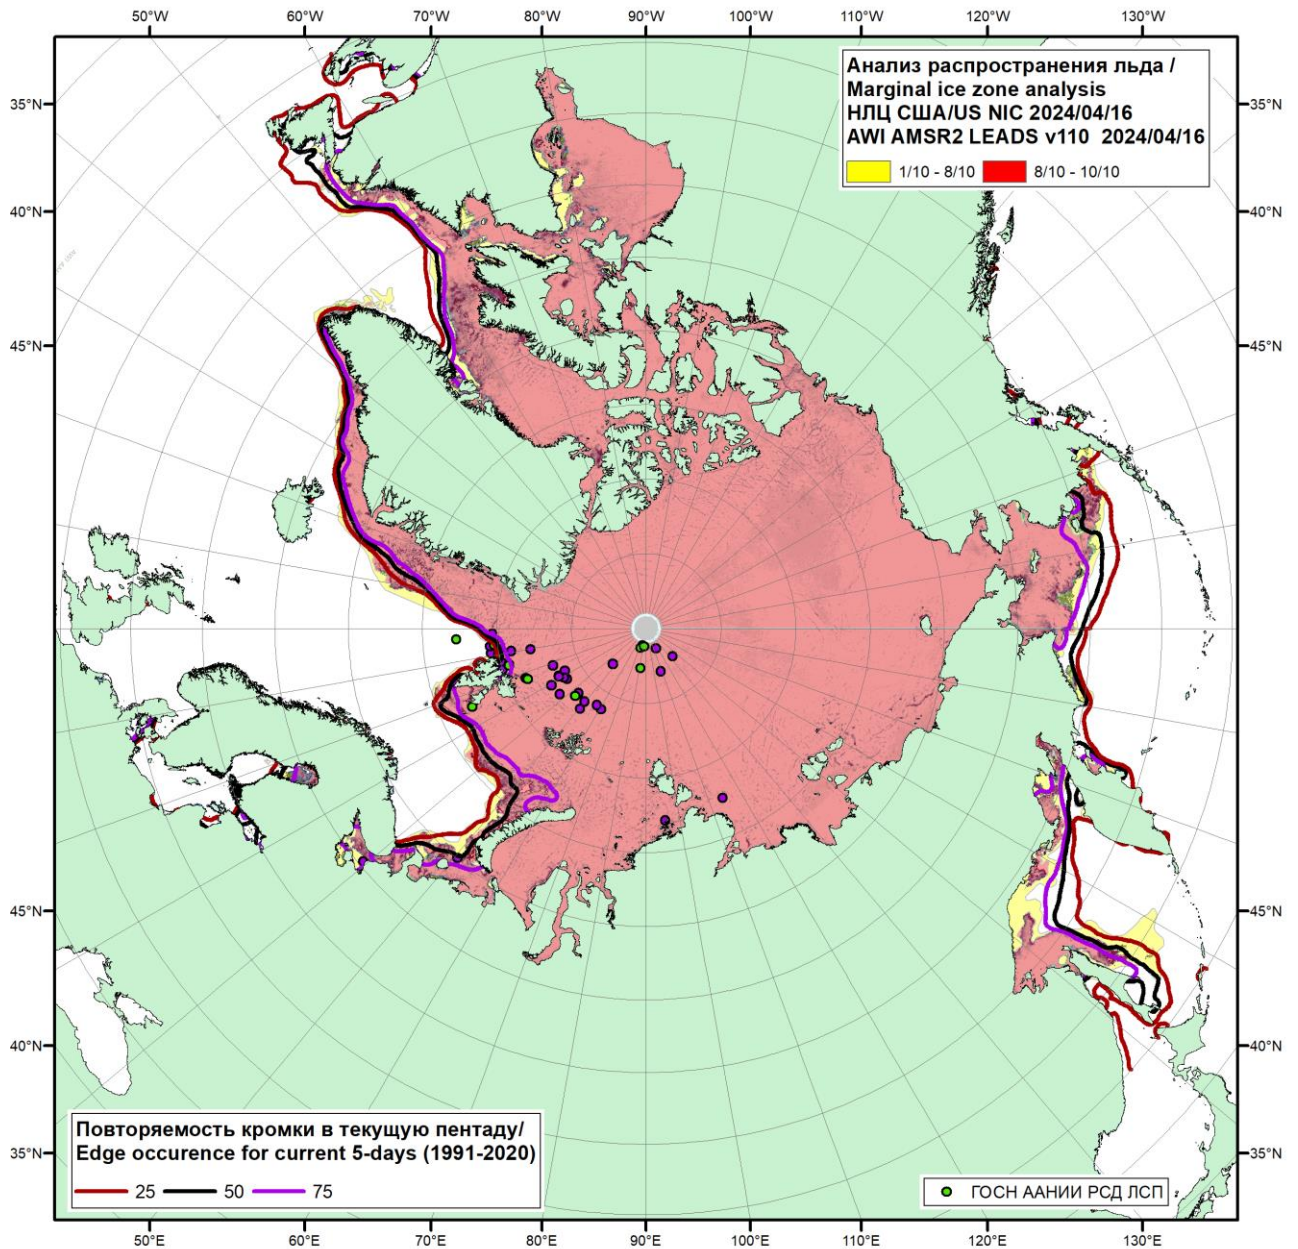 50°W 60°W 70°W 80°W 90°W 100°W 110°W 120°W 130°W
Анализ распространения льда /
Marginal ice zone analysis
НЛЦ США/US NIC 2024/04/16
AWI AMSR2 LEADS v110 2024/04/16
1/10 - 8/10 8/10 - 10/10
35°N 35°N
40°N 40°N
45°N 45°N
45°N 45°N
40°N 40°N
Повторяемость кромки в текущую пентаду/
Edge occurence for current 5-days (1991-2020)
35°N 35°N
25 50 75
ГОСН ААНИИ РСД ЛСП
50°E 60°E 70°E 80°E 90°E 100°E 110°E 120°E 130°E